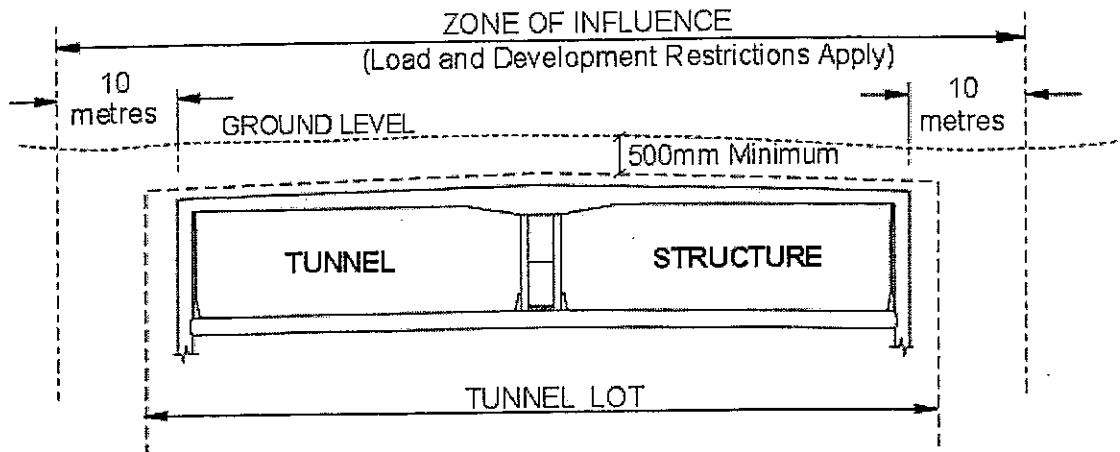 ZONE OF INFLUENCE
(Load and Development Restrictions Apply)
10
metres
10
metres
GROUND LEVEL
500mm Minimum
TUNNEL
STRUCTURE
TUNNEL LOT